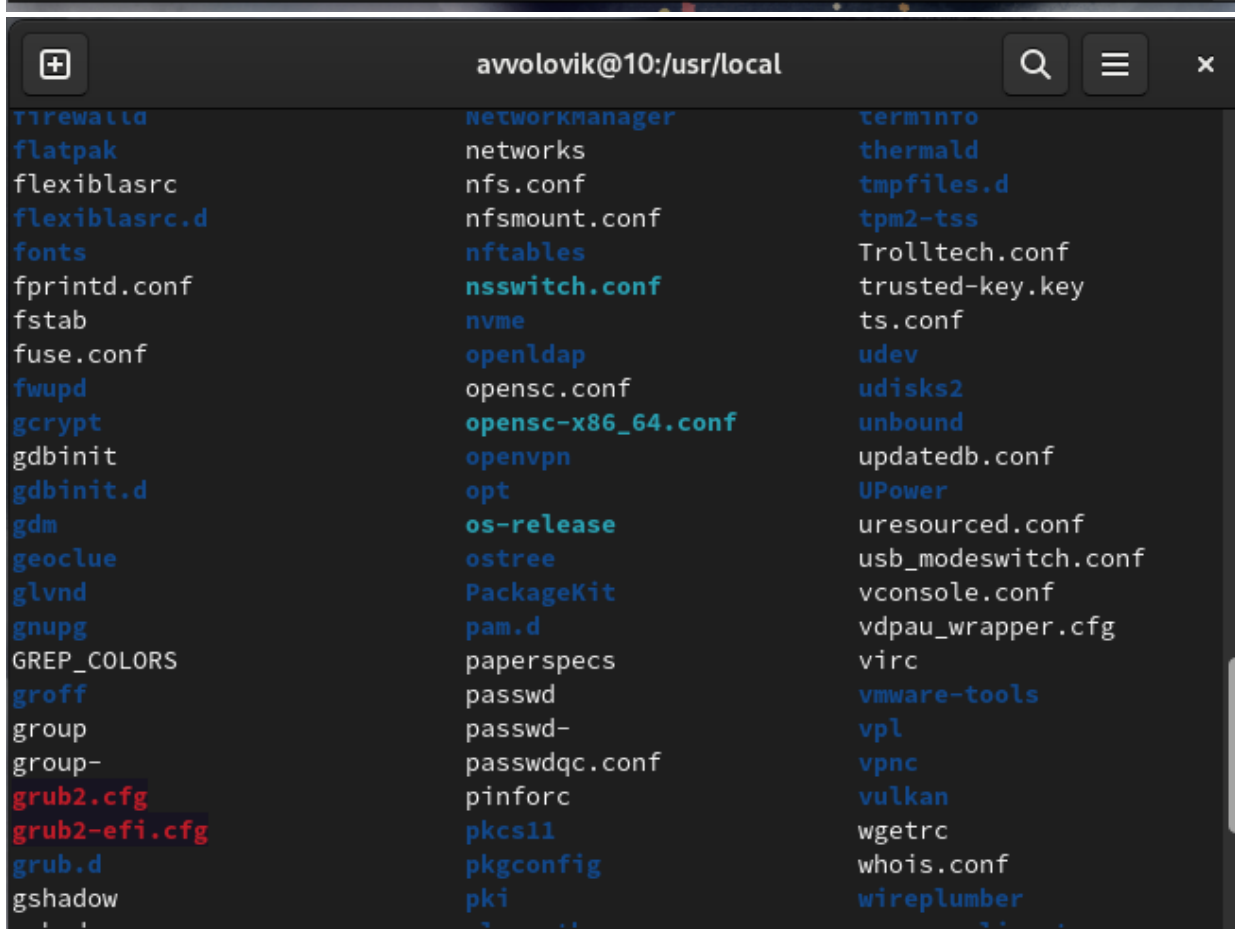 avvolovik@10:/usr/local
firewalld NetworkManager terminfo
flatpak networks thermald
flexiblasrc nfs.conf tmpfiles.d
flexiblasrc.d nfsmount.conf tpm2-tss
fonts nftables Trolltech.conf
fprintd.conf nsswitch.conf trusted-key.key
fstab nvme ts.conf
fuse.conf openldap udev
fwupd opensc.conf udisks2
gcrypt opensc-x86_64.conf unbound
gdbinit openvpn updatedb.conf
gdbinit.d opt UPower
gdm os-release uresourced.conf
geoclue ostree usb_modeswitch.conf
glvnd PackageKit vconsole.conf
gnupg pam.d vdpau_wrapper.cfg
GREP_COLORS paperspecs virc
groff passwd vmware-tools
group passwd- vpl
group- passwdqc.conf vpnc
grub2.cfg pinforc vulkan
grub2-efi.cfg pkcs11 wgetrc
grub.d pkgconfig whois.conf
gshadow pki wireplumber